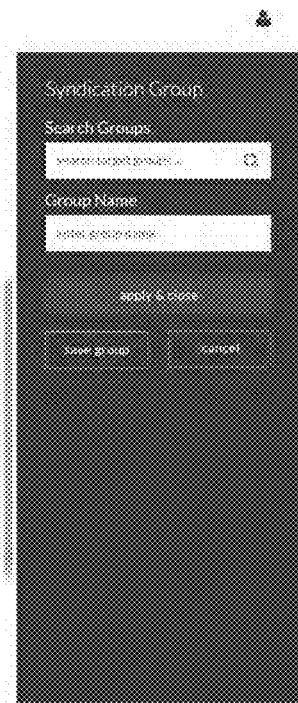 Syndication Group
Search Groups
search target groups ...
Group Name
enter group name
apply & close
save group
cancel